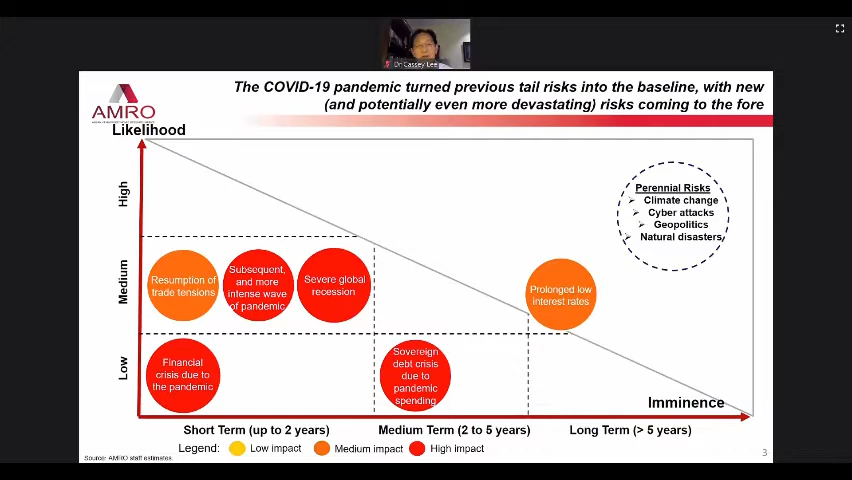 Dr Cassey Lee
The COVID-19 pandemic turned previous tail risks into the baseline, with new
(and potentially even more devastating) risks coming to the fore
AMRO
Likelihood
High
Medium
Low
Perennial Risks
➢ Climate change
➢ Cyber attacks
➢ Geopolitics
➢ Natural disasters
Resumption of
trade tensions
Subsequent,
and more
intense wave
of pandemic
Severe global
recession
Prolonged low
interest rates
Financial
crisis due to
the pandemic
Sovereign
debt crisis
due to
pandemic
spending
Imminence
Short Term (up to 2 years)
Medium Term (2 to 5 years)
Long Term (> 5 years)
Legend:
Low impact
Medium impact
High impact
Source: AMRO staff estimates.
3